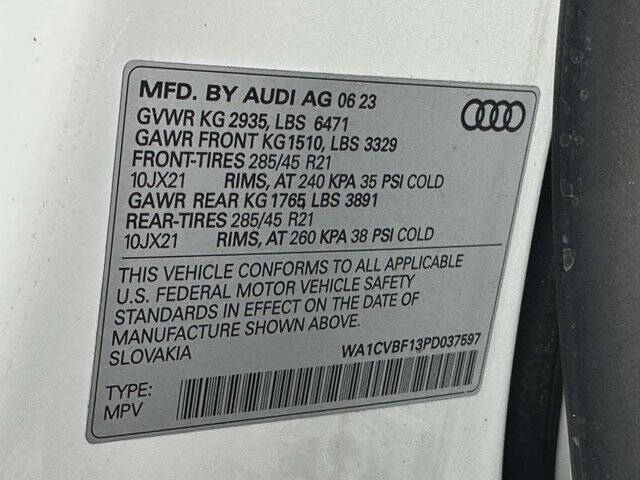 MFD. BY AUDI AG 06 23
GVWR KG 2935, LBS 6471
GAWR FRONT KG1510, LBS 3329
FRONT-TIRES 285/45 R21
10JX21 RIMS, AT 240 KPA 35 PSI COLD
GAWR REAR KG 1765, LBS 3891
REAR-TIRES 285/45 R21
10JX21 RIMS, AT 260 KPA 38 PSI COLD
THIS VEHICLE CONFORMS TO ALL APPLICABLE
U.S. FEDERAL MOTOR VEHICLE SAFETY
STANDARDS IN EFFECT ON THE DATE OF
MANUFACTURE SHOWN ABOVE.
SLOVAKIA WA1CVBF13PD037597
TYPE:
MPV